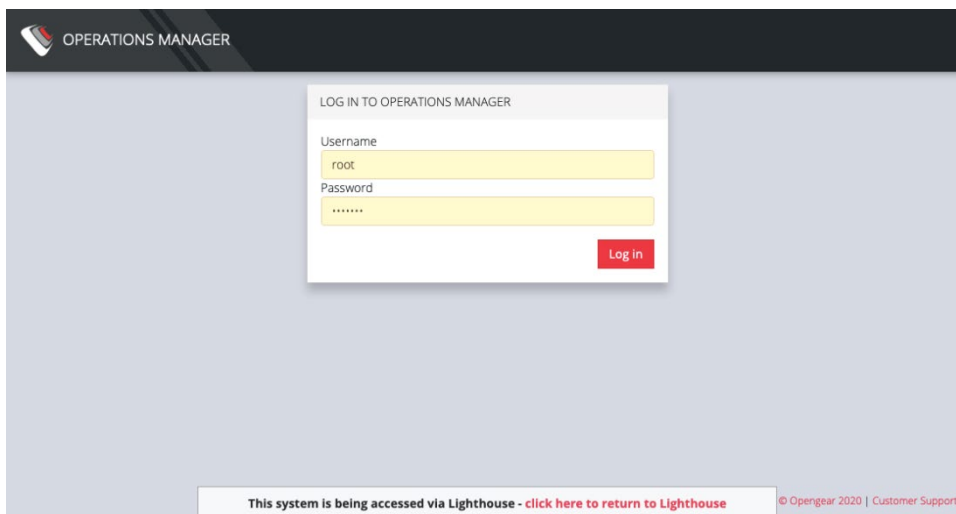 OPERATIONS MANAGER
LOG IN TO OPERATIONS MANAGER
Username
root
Password
•••••••
Log in
This system is being accessed via Lighthouse - click here to return to Lighthouse
© Opengear 2020 | Customer Support